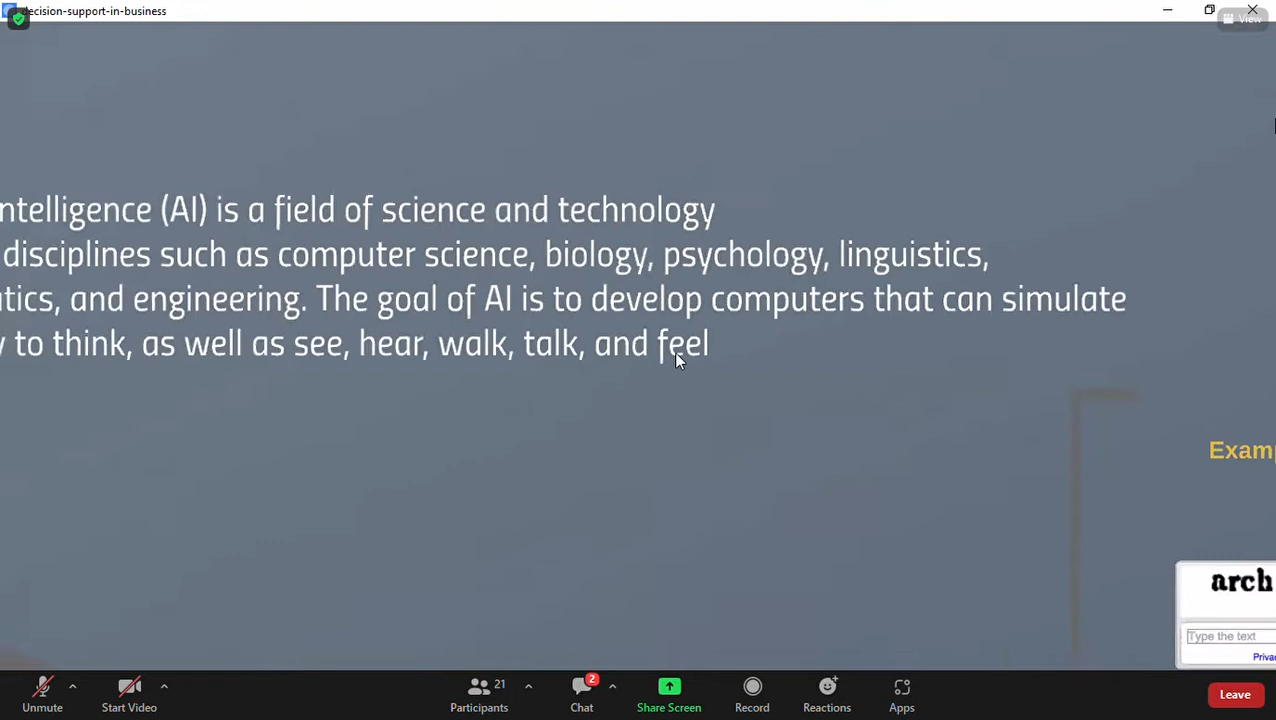 decision-support-in-business
View
ntelligence (AI) is a field of science and technology
disciplines such as computer science, biology, psychology, linguistics,
tics, and engineering. The goal of AI is to develop computers that can simulate
y to think, as well as see, hear, walk, talk, and feel
Examp
arch
Type the text
Priva
21
2
Unmute
Start Video
Participants
Chat
Share Screen
Record
Reactions
Apps
Leave